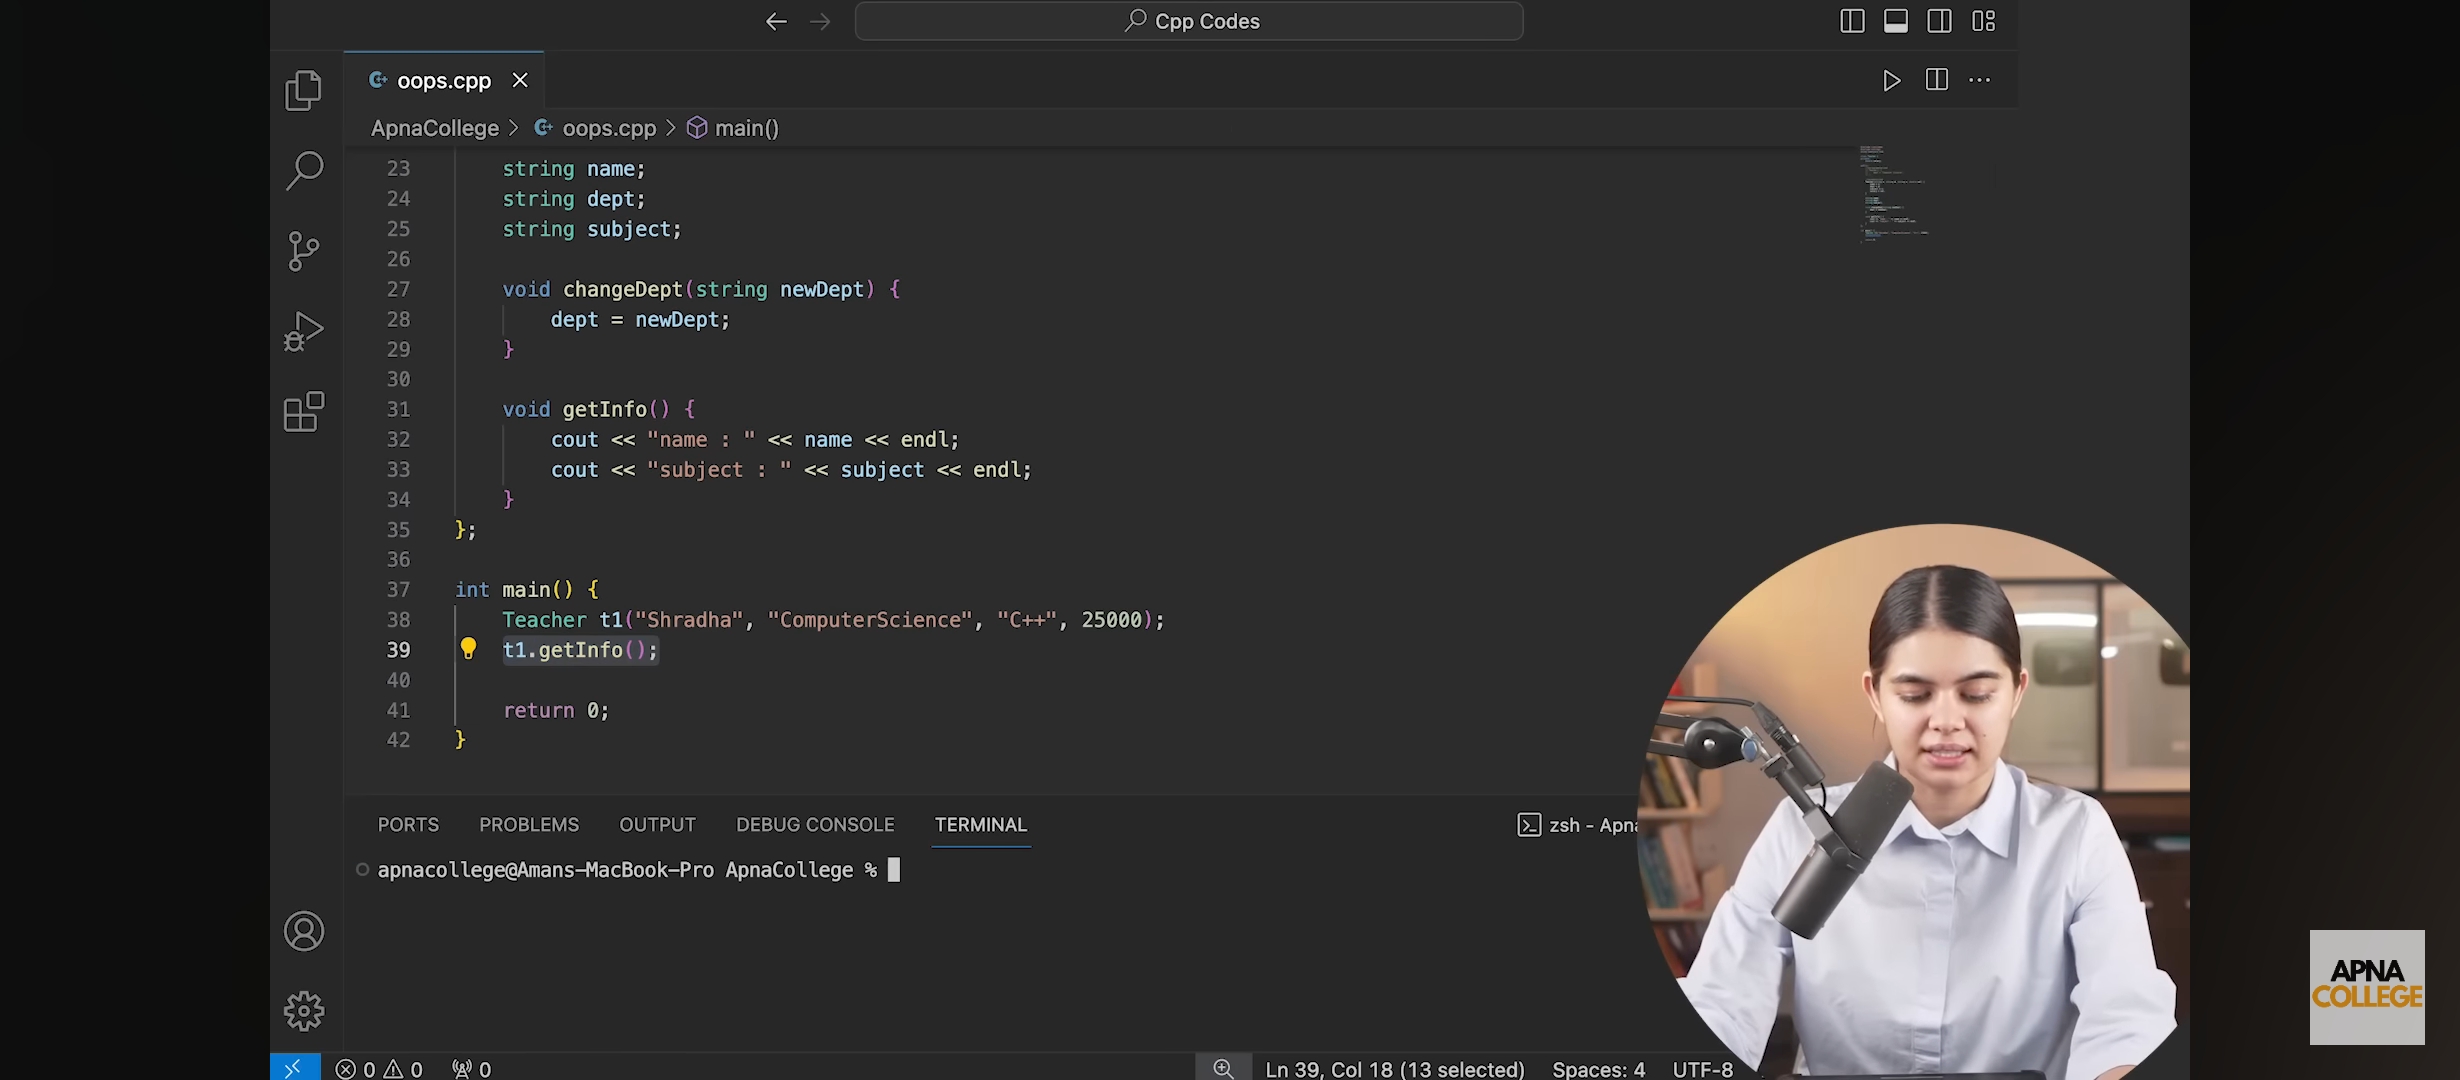 Cpp Codes
oops.cpp
ApnaCollege > oops.cpp > main()
23 string name;
24 string dept;
25 string subject;
26
27 void changeDept(string newDept) {
28 dept = newDept;
29 }
30
31 void getInfo() {
32 cout << "name : " << name << endl;
33 cout << "subject : " << subject << endl;
34 }
35 };
36
37 int main() {
38 Teacher t1("Shradha", "ComputerScience", "C++", 25000);
39 t1.getInfo();
40
41 return 0;
42 }
PORTS PROBLEMS OUTPUT DEBUG CONSOLE TERMINAL zsh - Apna
apnacollege@Amans-MacBook-Pro ApnaCollege %
APNA
COLLEGE
0 0 0 Ln 39, Col 18 (13 selected) Spaces: 4 UTF-8